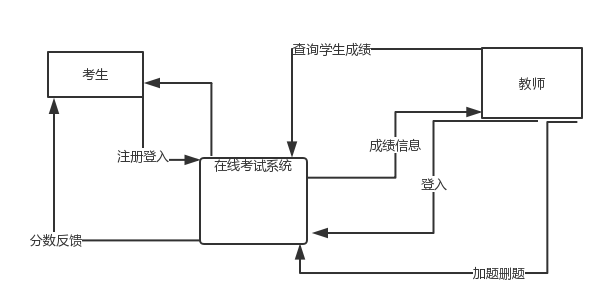 查询学生成绩
考生
教师
成绩信息
注册登入
在线考试系统
登入
分数反馈
加题删题